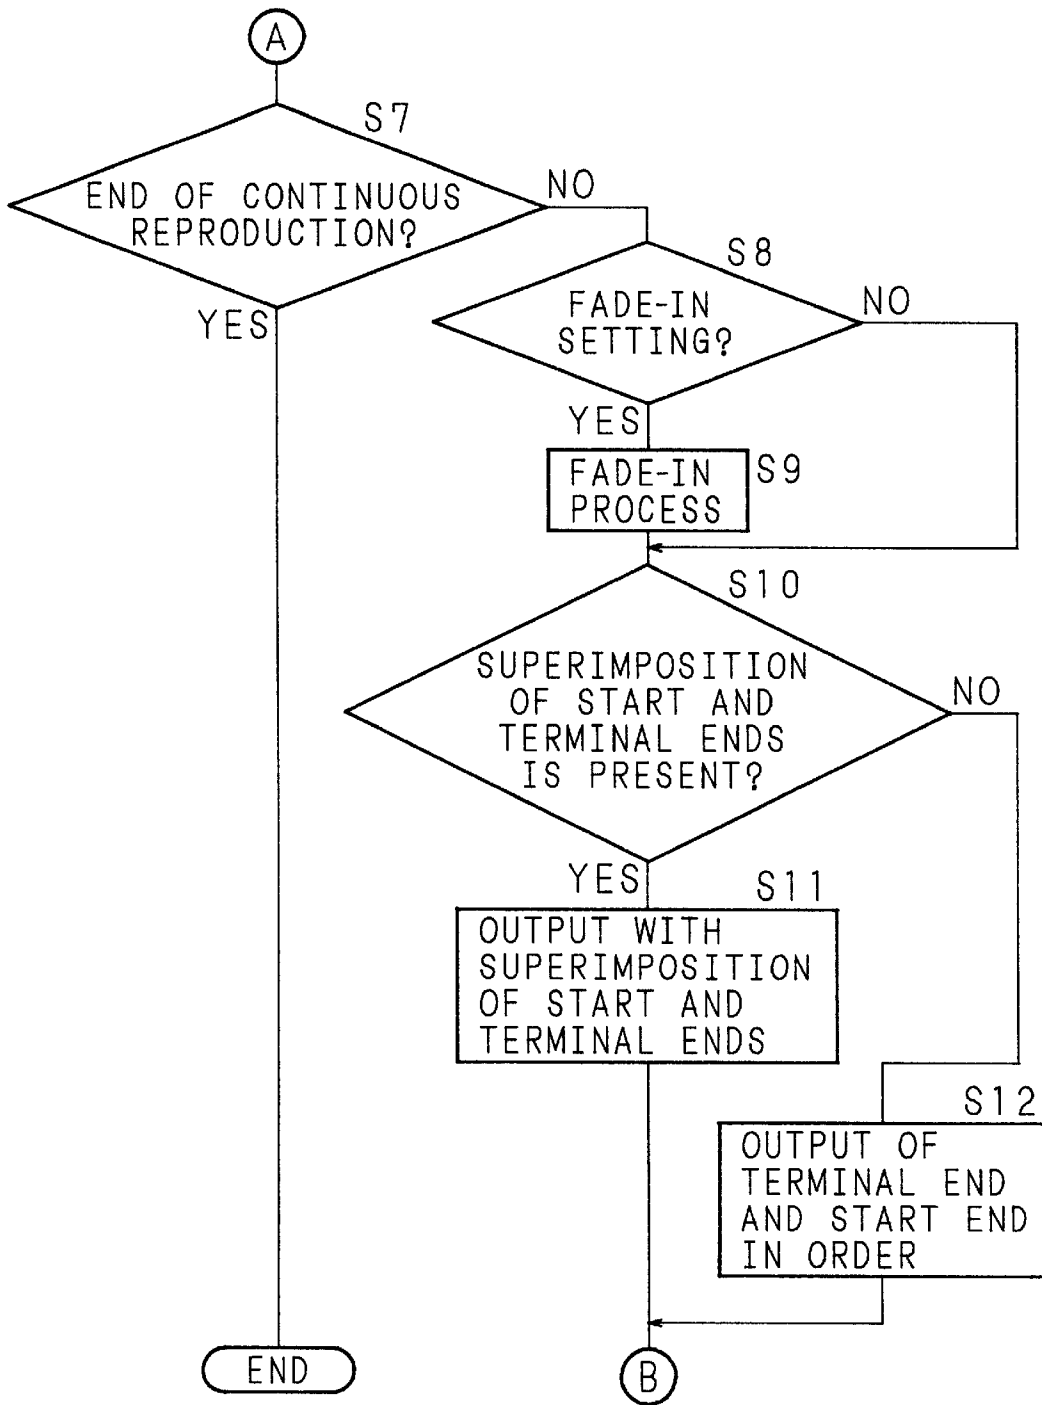 A
S7
END OF CONTINUOUS
REPRODUCTION?
NO
YES
S8
FADE-IN
SETTING?
NO
YES
FADE-IN
PROCESS
S9
S10
SUPERIMPOSITION
OF START AND
TERMINAL ENDS
IS PRESENT?
NO
YES
S11
OUTPUT WITH
SUPERIMPOSITION
OF START AND
TERMINAL ENDS
S12
OUTPUT OF
TERMINAL END
AND START END
IN ORDER
END
B